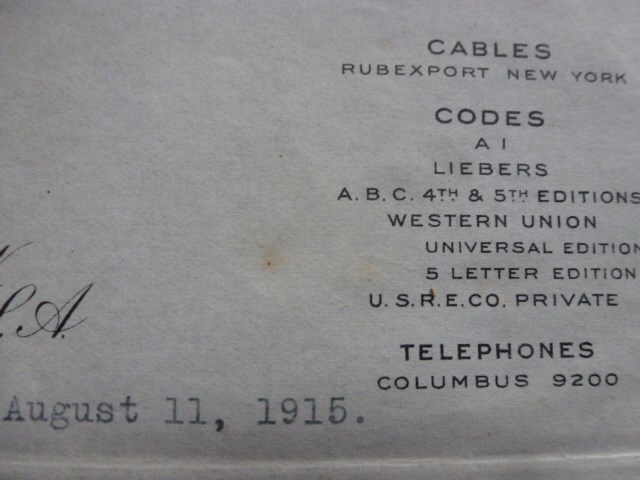 CABLES
RUBEXPORT NEW YORK
CODES
A I
LIEBERS
A.B.C. 4TH & 5TH EDITIONS
WESTERN UNION
UNIVERSAL EDITION
5 LETTER EDITION
U.S.R.E.CO. PRIVATE
S.A.
TELEPHONES
COLUMBUS 9200
August 11, 1915.